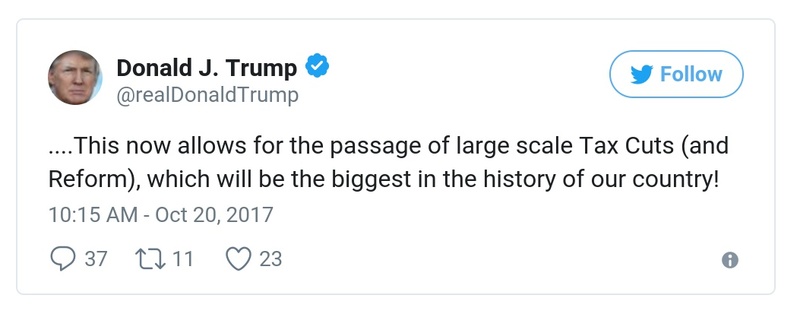 Donald J. Trump
@realDonaldTrump
Follow
....This now allows for the passage of large scale Tax Cuts (and
Reform), which will be the biggest in the history of our country!
10:15 AM - Oct 20, 2017
37 11 23